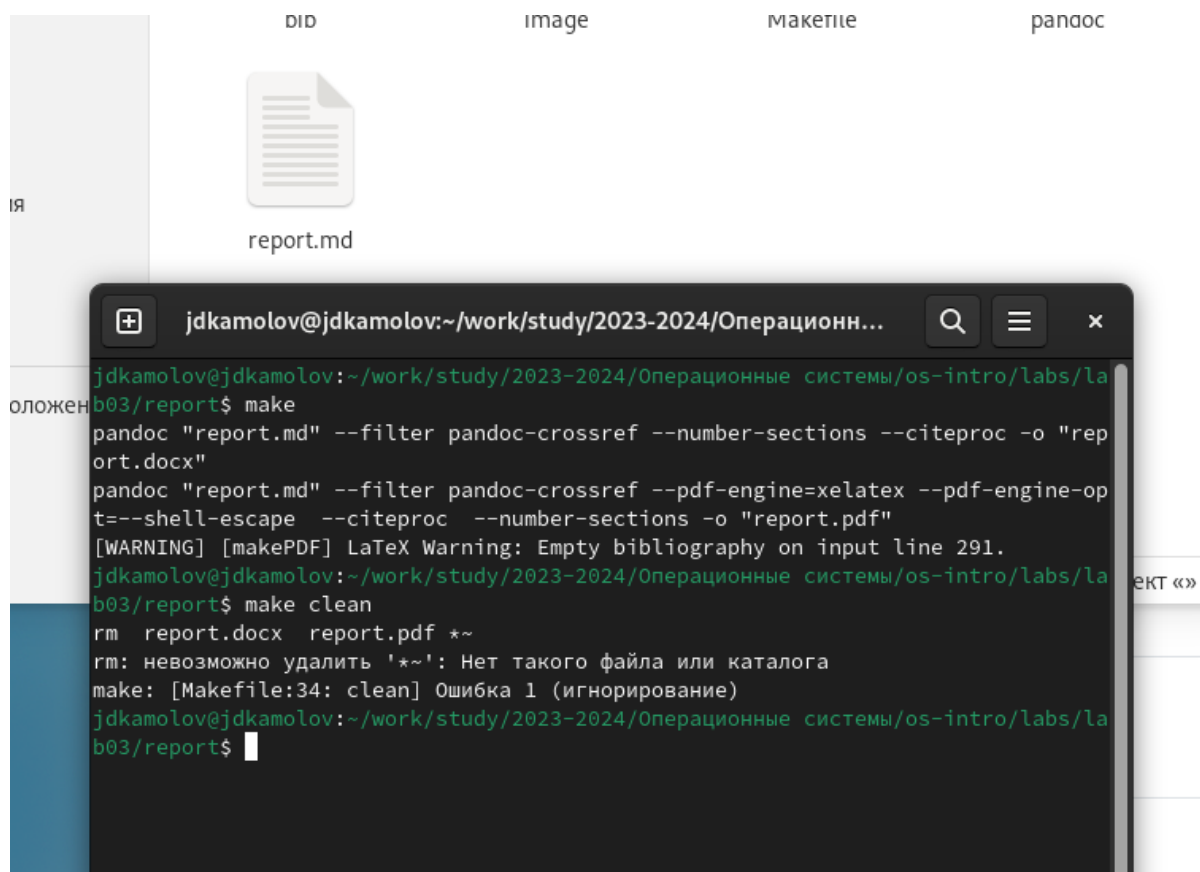 bib image Makefile pandoc
report.md
ия
оложен
ект «»
jdkamolov@jdkamolov:~/work/study/2023-2024/Операционн...
jdkamolov@jdkamolov:~/work/study/2023-2024/Операционные системы/os-intro/labs/la
b03/report$ make
pandoc "report.md" --filter pandoc-crossref --number-sections --citeproc -o "rep
ort.docx"
pandoc "report.md" --filter pandoc-crossref --pdf-engine=xelatex --pdf-engine-op
t=--shell-escape  --citeproc  --number-sections -o "report.pdf"
[WARNING] [makePDF] LaTeX Warning: Empty bibliography on input line 291.
jdkamolov@jdkamolov:~/work/study/2023-2024/Операционные системы/os-intro/labs/la
b03/report$ make clean
rm  report.docx  report.pdf *~
rm: невозможно удалить '*~': Нет такого файла или каталога
make: [Makefile:34: clean] Ошибка 1 (игнорирование)
jdkamolov@jdkamolov:~/work/study/2023-2024/Операционные системы/os-intro/labs/la
b03/report$